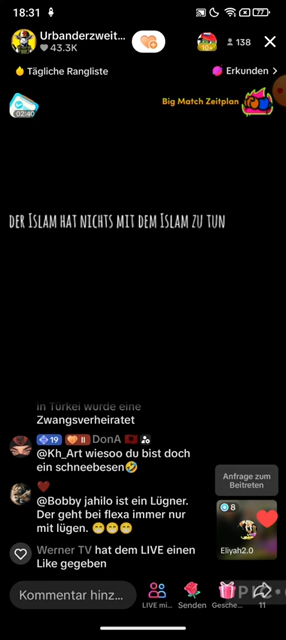 18:31
77
Urbanderzweit...
43.3K
10+
138
Tägliche Rangliste
Erkunden >
Big Match Zeitplan
02:40
DER ISLAM HAT NICHTS MIT DEM ISLAM ZU TUN
in Türkei wurde eine
Zwangsverheiratet
19
II
DonA
@Kh_Art wiesoo du bist doch
ein schneebesen🤣
@Bobby jahilo ist ein Lügner.
Der geht bei flexa immer nur
mit lügen. 😁😁😁
Anfrage zum
Beitreten
8
Eliyah2.0
Werner TV hat dem LIVE einen
Like gegeben
Kommentar hinz...
LIVE mi...
Senden
Gesche...
11